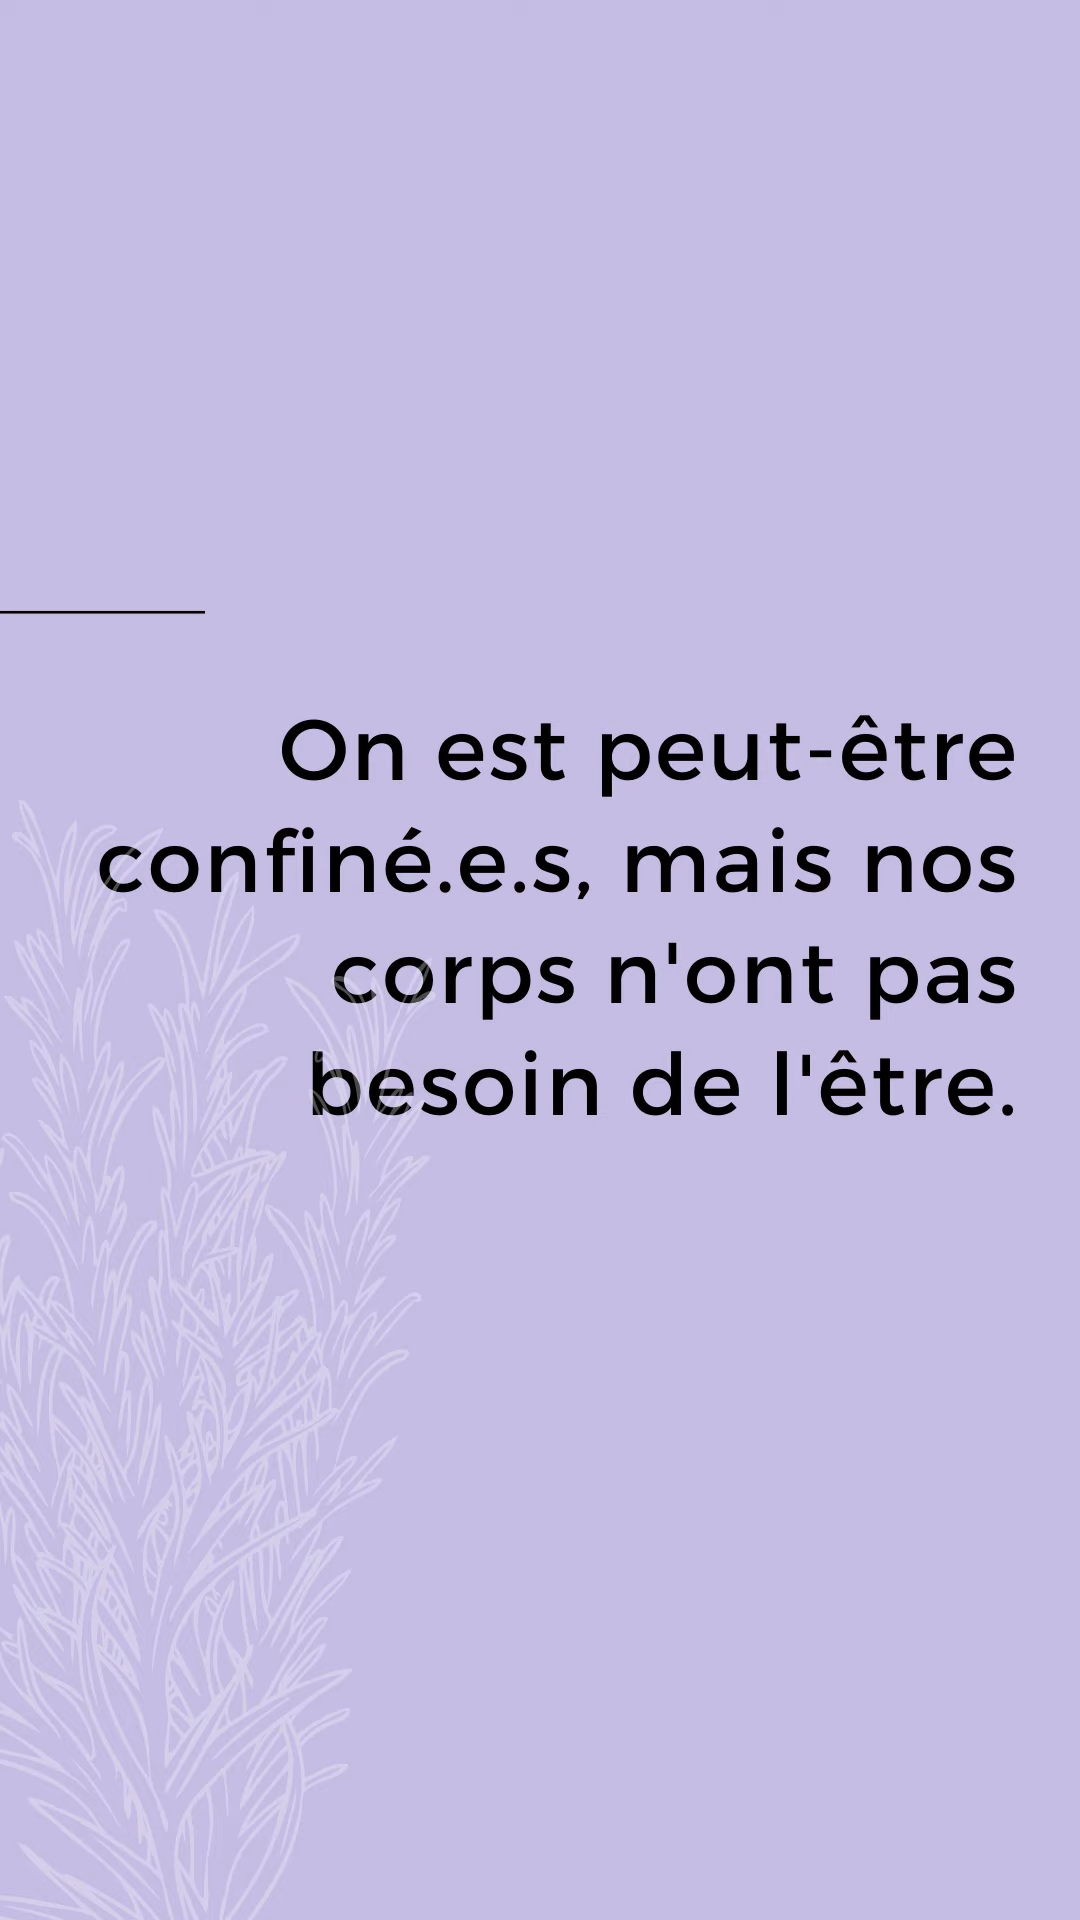 On est peut-être
confiné.e.s, mais nos
corps n'ont pas
besoin de l'être.